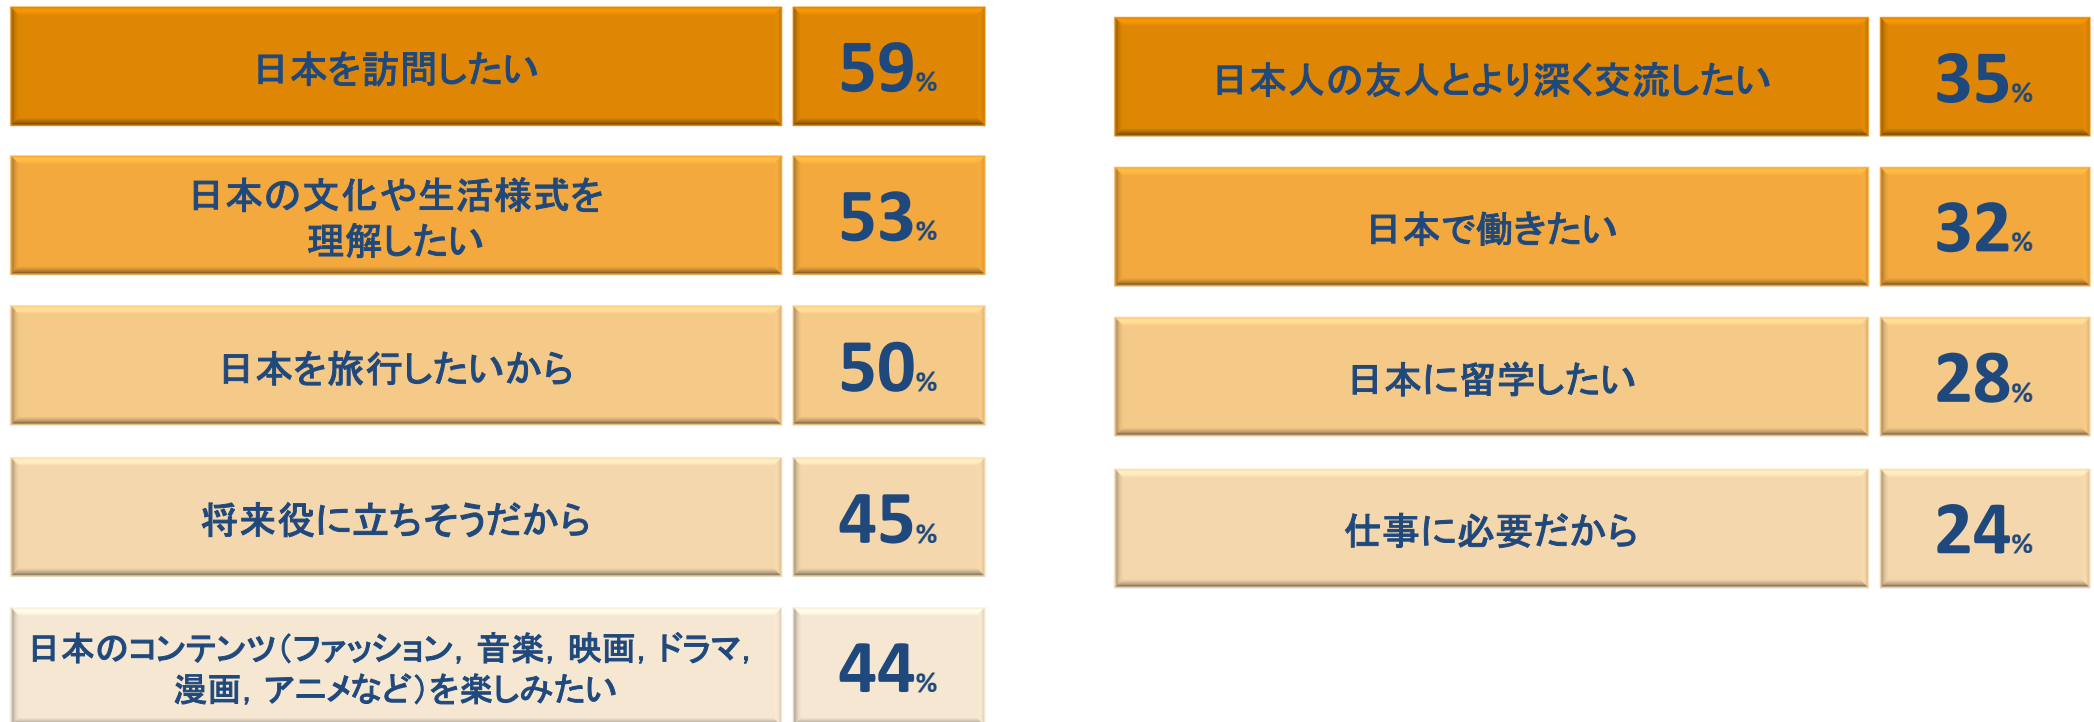 日本を訪問したい
59%
日本の文化や生活様式を
理解したい
53%
日本を旅行したいから
50%
将来役に立ちそうだから
45%
日本のコンテンツ(ファッション, 音楽, 映画, ドラマ,
漫画, アニメなど)を楽しみたい
44%
日本人の友人とより深く交流したい
35%
日本で働きたい
32%
日本に留学したい
28%
仕事に必要だから
24%